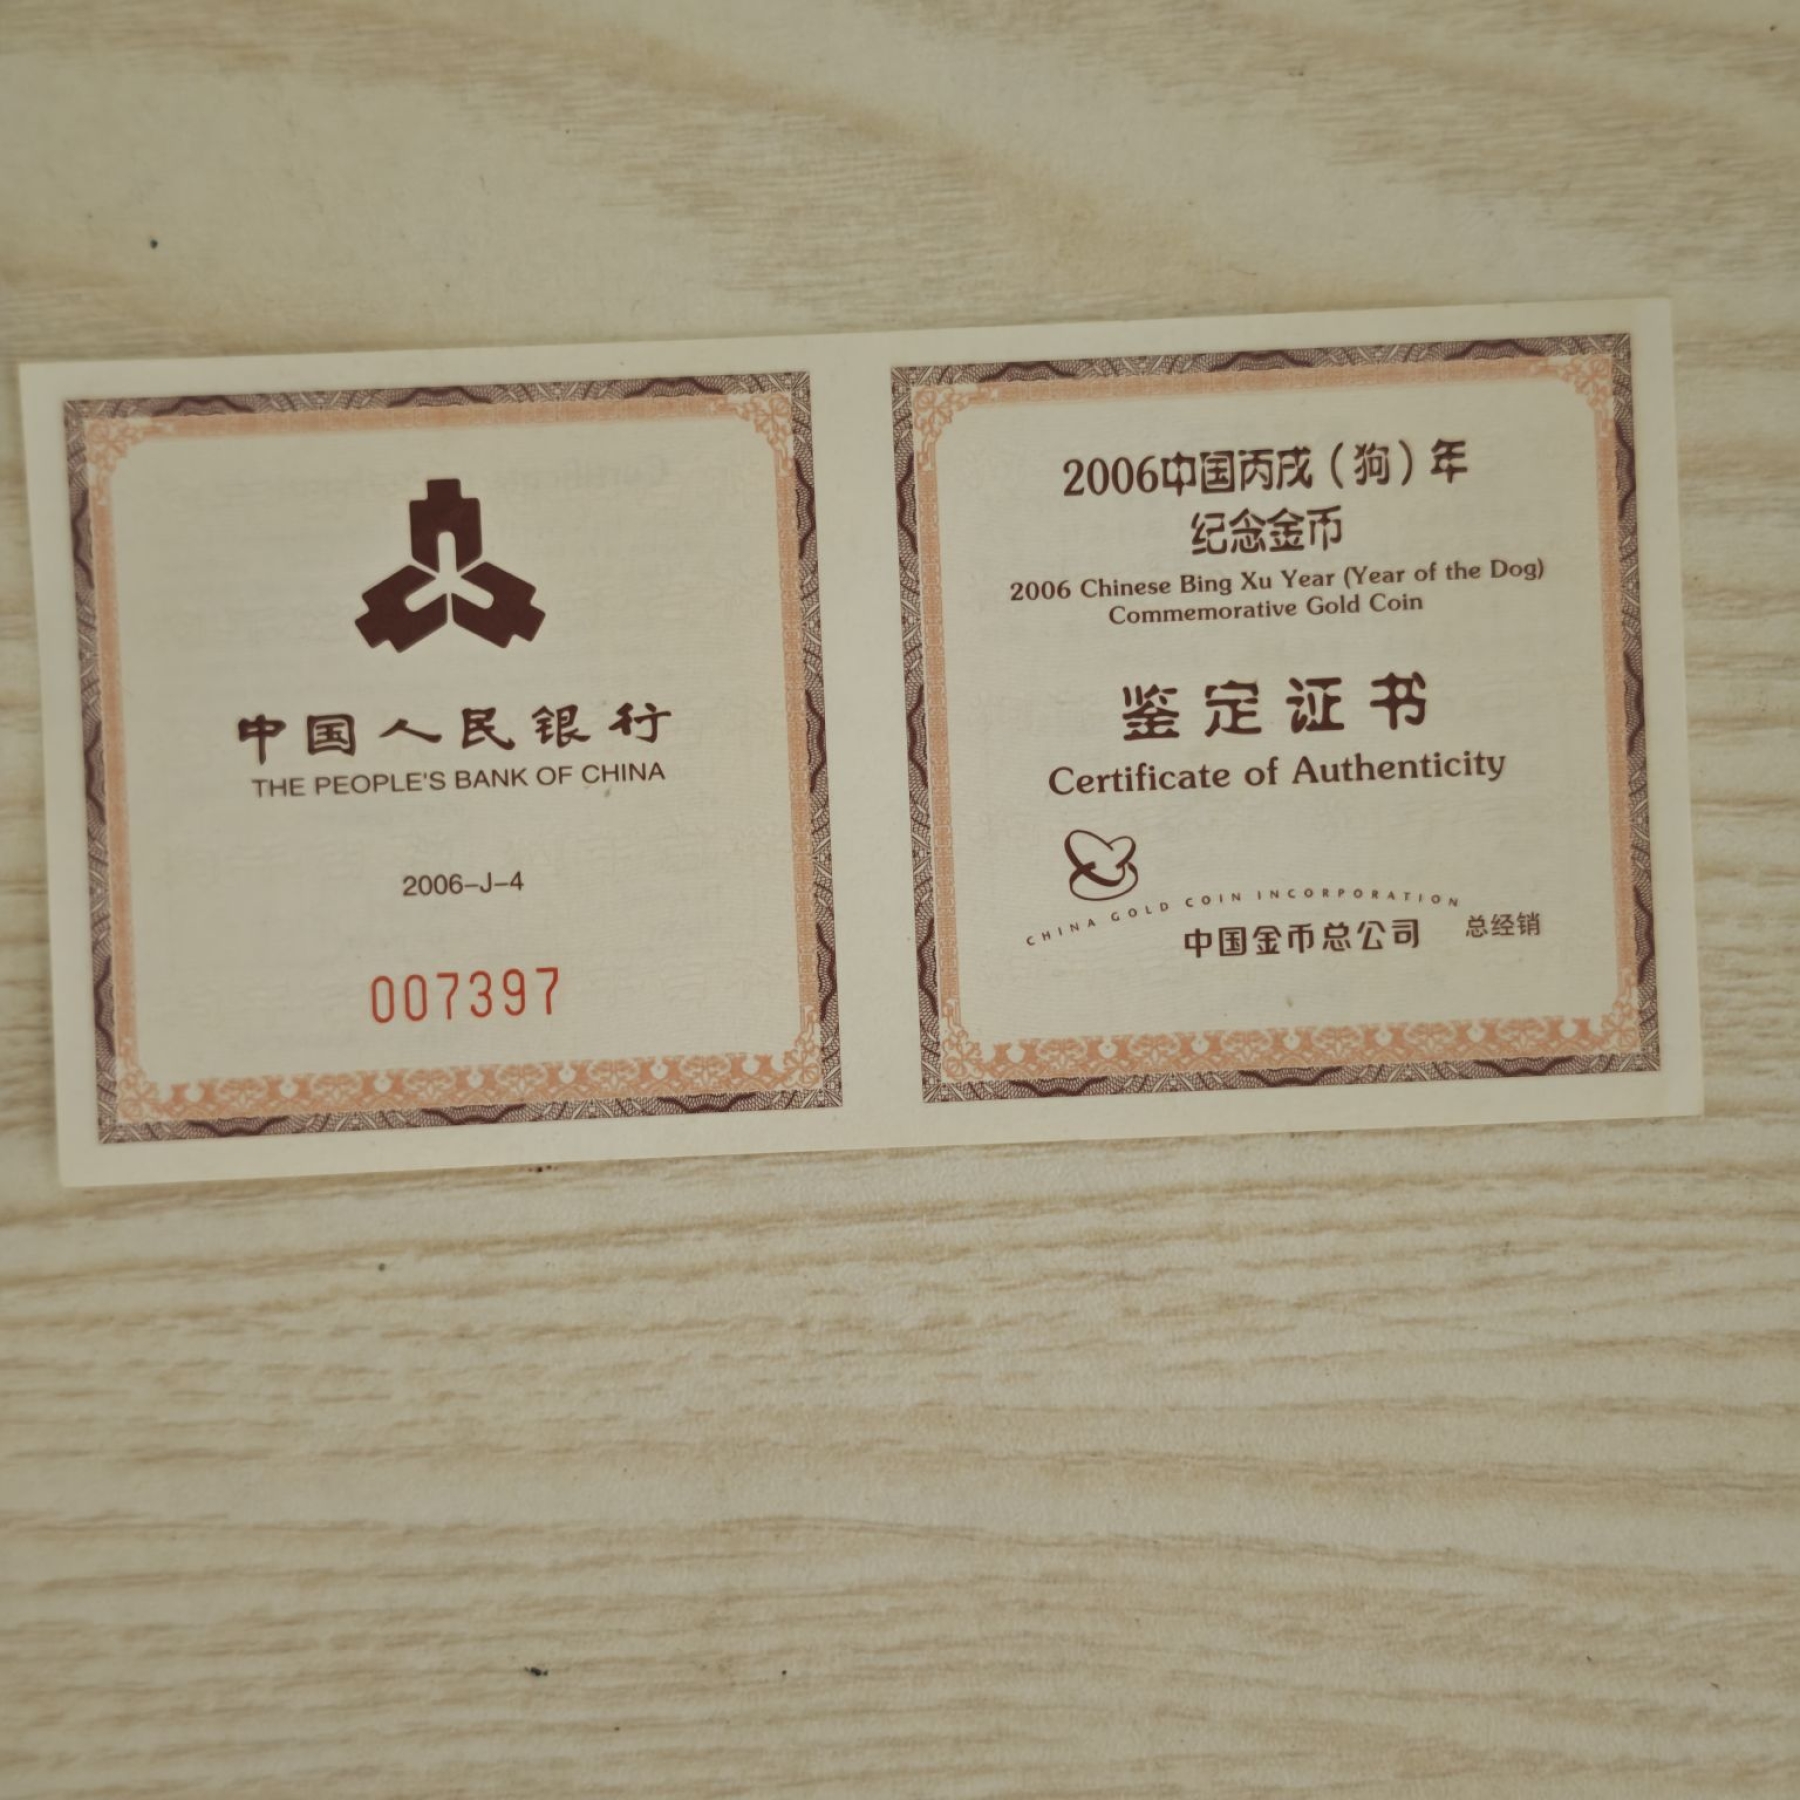 中国人民银行
THE PEOPLE'S BANK OF CHINA
2006-J-4
007397
2006中国丙戌（狗）年
纪念金币
2006 Chinese Bing Xu Year (Year of the Dog)
Commemorative Gold Coin
鉴定证书
Certificate of Authenticity
CHINA GOLD COIN INCORPORATION
中国金币总公司 总经销